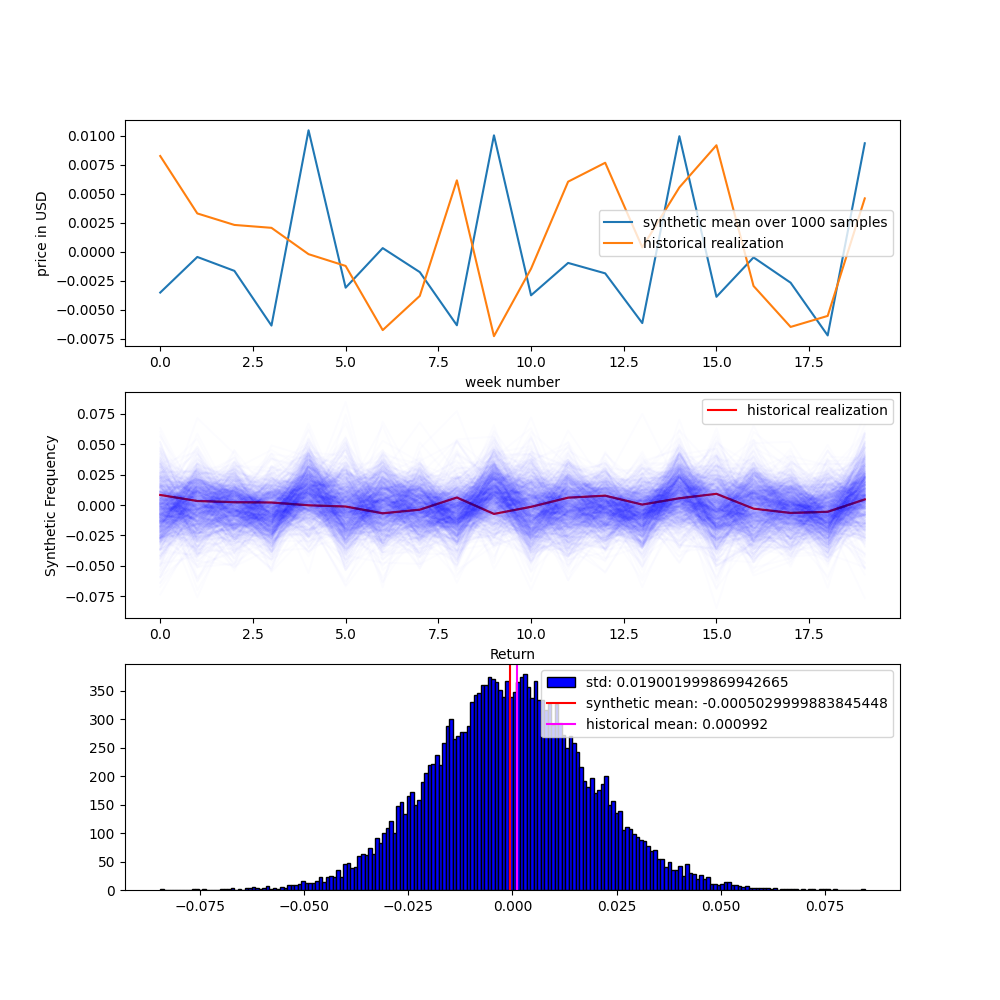 0.0100
0.0075
0.0050
0.0025
0.0000
−0.0025
−0.0050
−0.0075
price in USD
synthetic mean over 1000 samples
historical realization
0.0 2.5 5.0 7.5 10.0 12.5 15.0 17.5
week number
0.075
0.050
0.025
0.000
−0.025
−0.050
−0.075
Synthetic Frequency
historical realization
0.0 2.5 5.0 7.5 10.0 12.5 15.0 17.5
Return
350
300
250
200
150
100
50
0
std: 0.019001999869942665
synthetic mean: -0.0005029999883845448
historical mean: 0.000992
−0.075 −0.050 −0.025 0.000 0.025 0.050 0.075